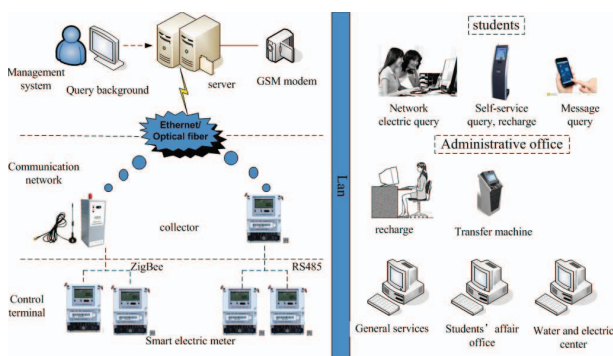 Management
system
Query background
server
GSM modem
Ethernet/
Optical fiber
Communication
network
collector
ZigBee
RS485
Control
terminal
Smart electric meter
Lan
students
Network
electric query
Self-service
query, recharge
Message
query
Administrative office
recharge
Transfer machine
General services
Students' affair
office
Water and electric
center